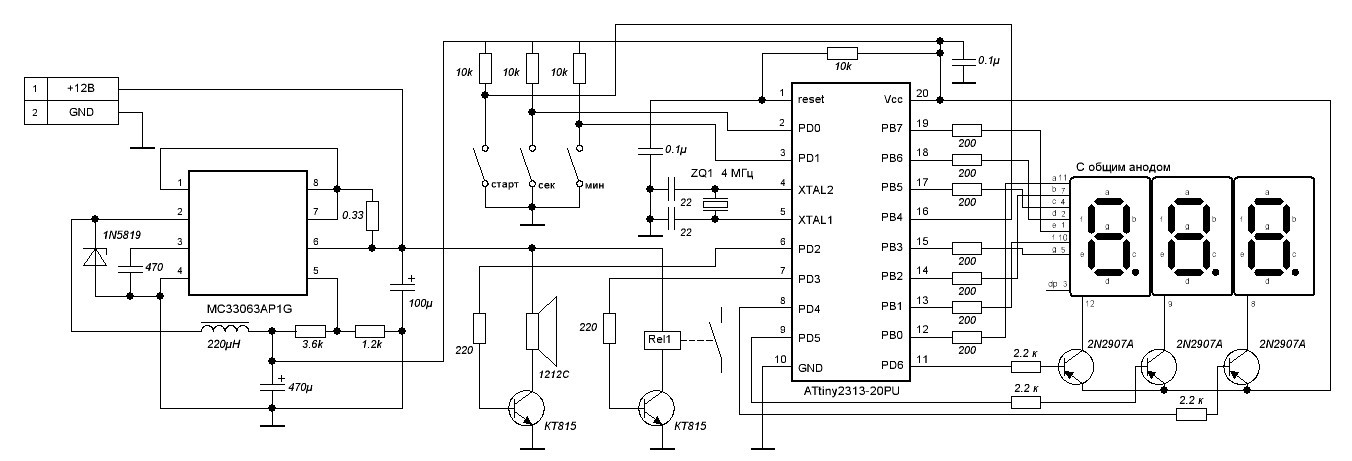 1 +12В
2 GND
1 8
2 7
3 6
4 5
1N5819
470
0.33
MC33063AP1G
100µ
+
220µH
3.6k
1.2k
470µ
+
10k
10k
10k
старт
сек
мин
0.1µ
22
22
ZQ1 4 МГц
10k
0.1µ
220
1212C
КТ815
220
Rel1
КТ815
1 reset Vcc 20
2 PD0 PB7 19
3 PD1 PB6 18
4 XTAL2 PB5 17
5 XTAL1 PB4 16
6 PD2 PB3 15
7 PD3 PB2 14
8 PD4 PB1 13
9 PD5 PB0 12
10 GND PD6 11
ATtiny2313-20PU
200
200
200
200
200
200
200
2.2 к
2.2 к
2.2 к
С общим анодом
a 11
b 7
c 4
d 2
e 1
f 10
g 5
dp 3
a
f b
g
e c
d
a
f b
g
e c
d
a
f b
g
e c
d
12
9
8
2N2907A
2N2907A
2N2907A